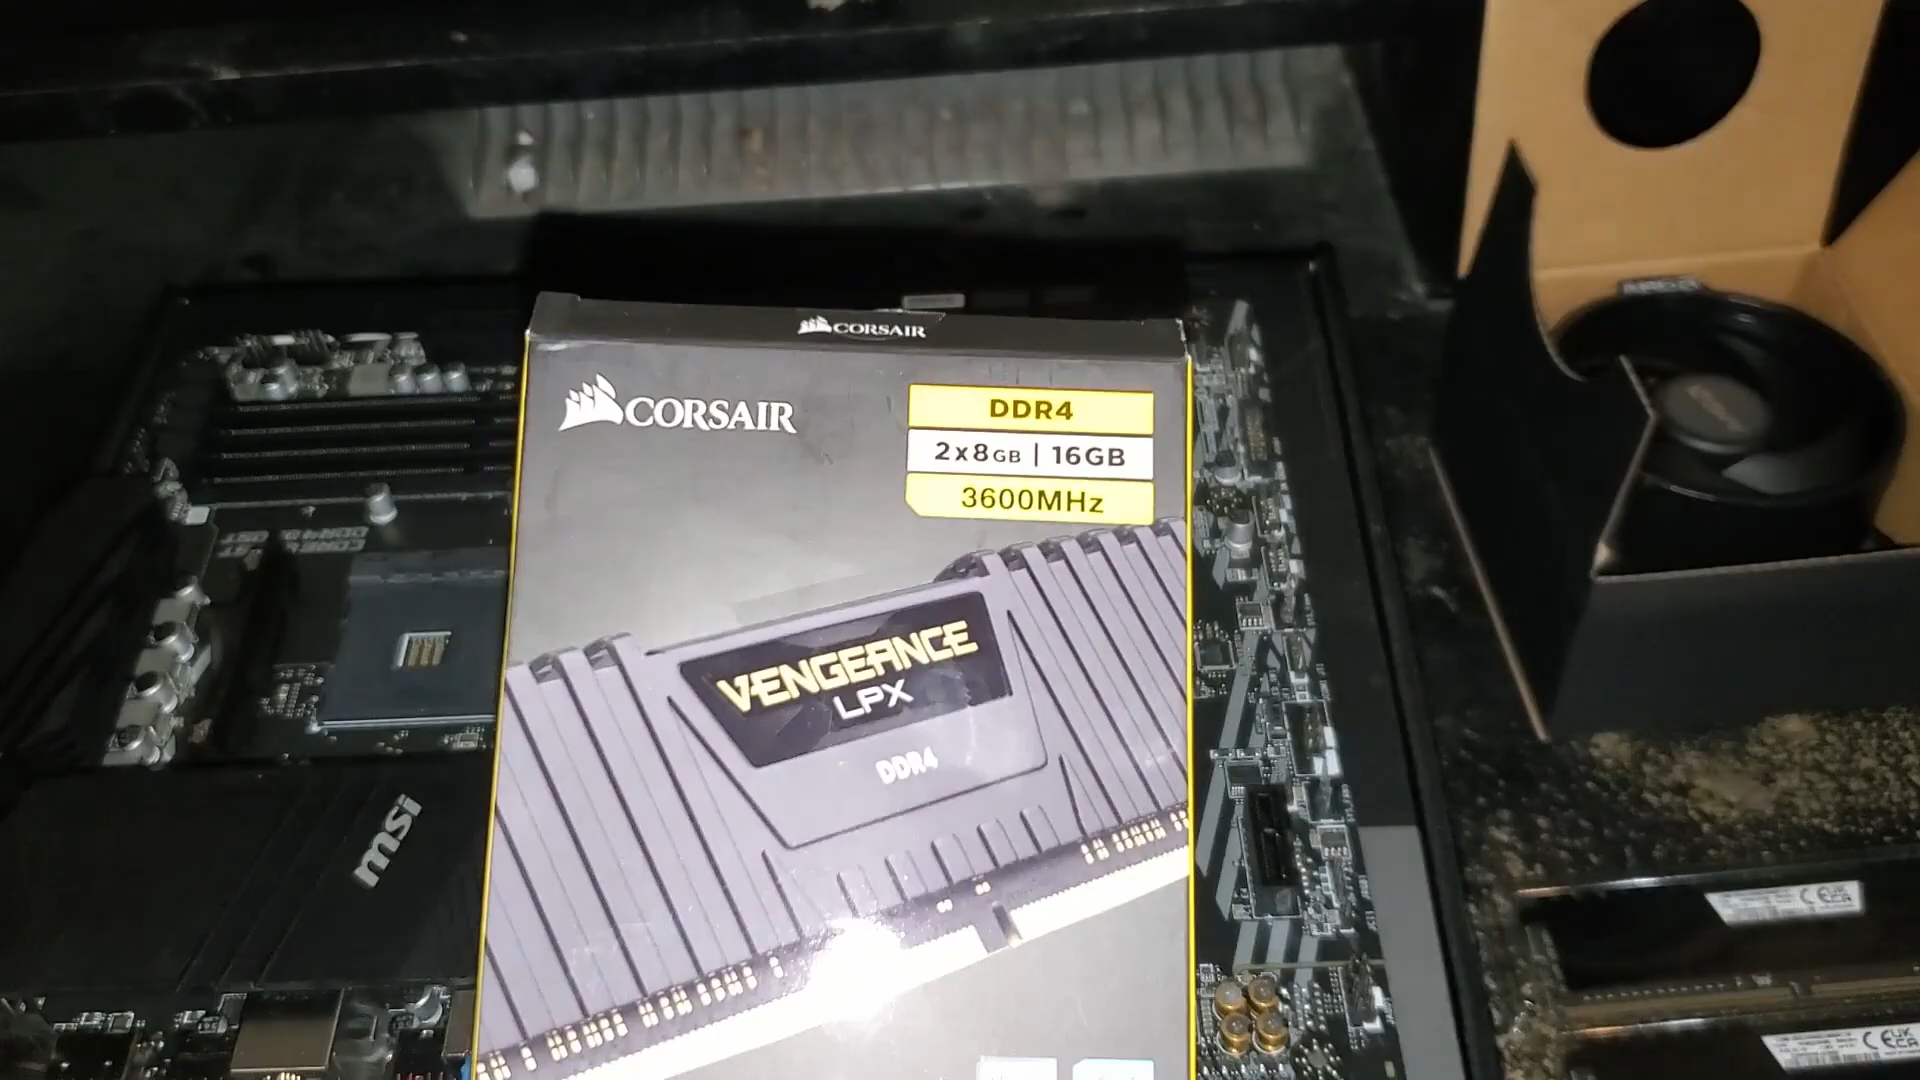 CORSAIR
CORSAIR
DDR4
2x8GB | 16GB
3600MHz
VENGEANCE
LPX
DDR4
msi